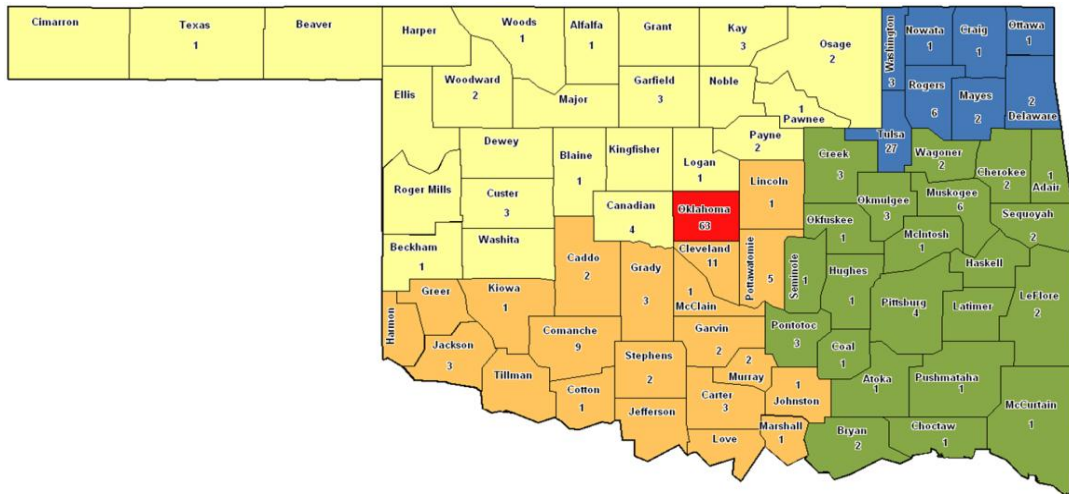 Cimarron
Texas
1
Beaver
Harper
Woods
1
Alfalfa
1
Grant
Kay
3
Osage
2
Washington
3
Nowata
1
Craig
1
Ottawa
1
Ellis
Woodward
2
Major
Garfield
3
Noble
1
Pawnee
Rogers
6
Mayes
2
2
Delaware
Dewey
Blaine
1
Kingfisher
Logan
1
Payne
2
Creek
3
Tulsa
27
Wagoner
2
Cherokee
2
1
Adair
Roger Mills
Custer
3
Canadian
4
Oklahoma
63
Lincoln
1
Okmulgee
3
Muskogee
6
Sequoyah
2
Beckham
1
Washita
Caddo
2
Grady
3
Cleveland
11
Pottawatomie
5
Seminole
1
Okfuskee
1
McIntosh
1
Haskell
Hughes
1
Pittsburg
4
Latimer
LeFlore
2
Harmon
Greer
Kiowa
1
1
McClain
Jackson
3
Comanche
9
Garvin
2
Pontotoc
3
Coal
1
Tillman
Cotton
1
Stephens
2
2
Murray
1
Johnston
Atoka
1
Pushmataha
1
McCurtain
1
Jefferson
Carter
3
Love
Marshall
1
Bryan
2
Choctaw
1